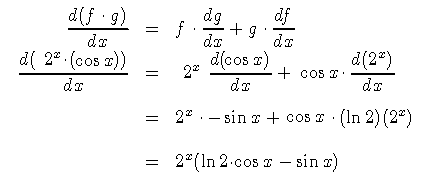 d(f · g)/dx = f · dg/dx + g · df/dx
d( 2^x·(cos x))/dx = 2^x d(cos x)/dx + cos x · d(2^x)/dx
= 2^x · − sin x + cos x · (ln 2)(2^x)
= 2^x(ln 2·cos x − sin x)